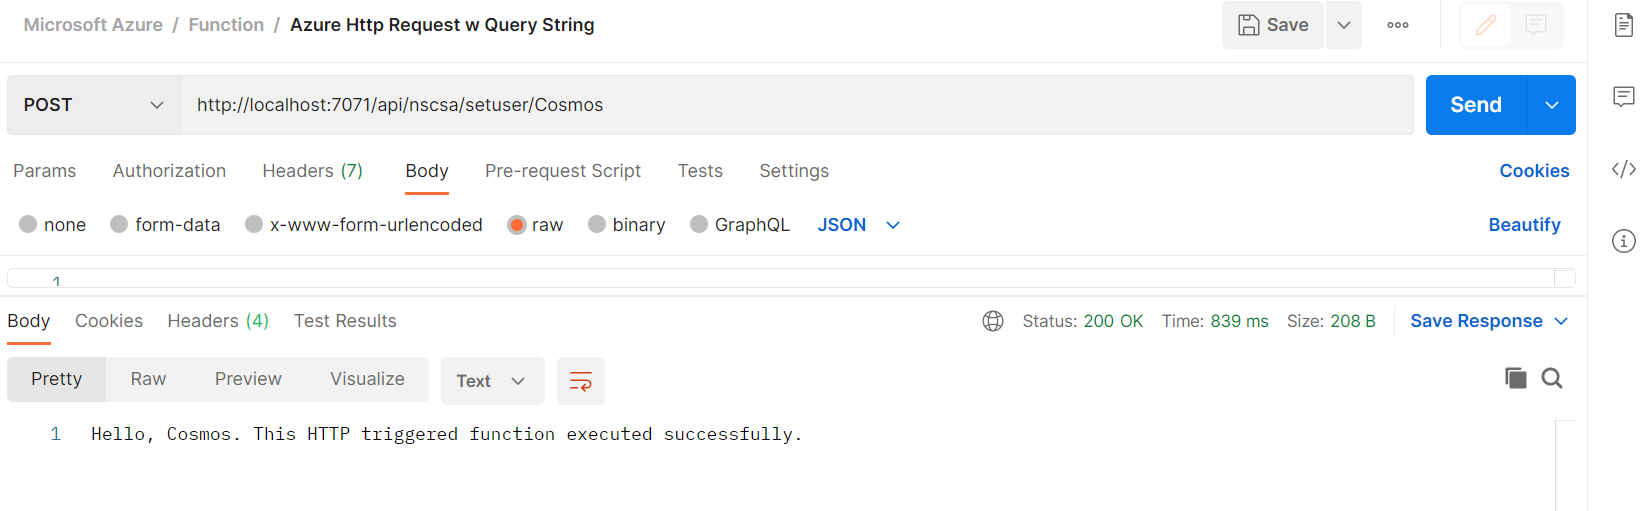 Microsoft Azure / Function / Azure Http Request w Query String
Save
POST http://localhost:7071/api/nscsa/setuser/Cosmos Send
Params Authorization Headers (7) Body Pre-request Script Tests Settings Cookies
none form-data x-www-form-urlencoded raw binary GraphQL JSON Beautify
1
Body Cookies Headers (4) Test Results Status: 200 OK Time: 839 ms Size: 208 B Save Response
Pretty Raw Preview Visualize Text
1 Hello, Cosmos. This HTTP triggered function executed successfully.